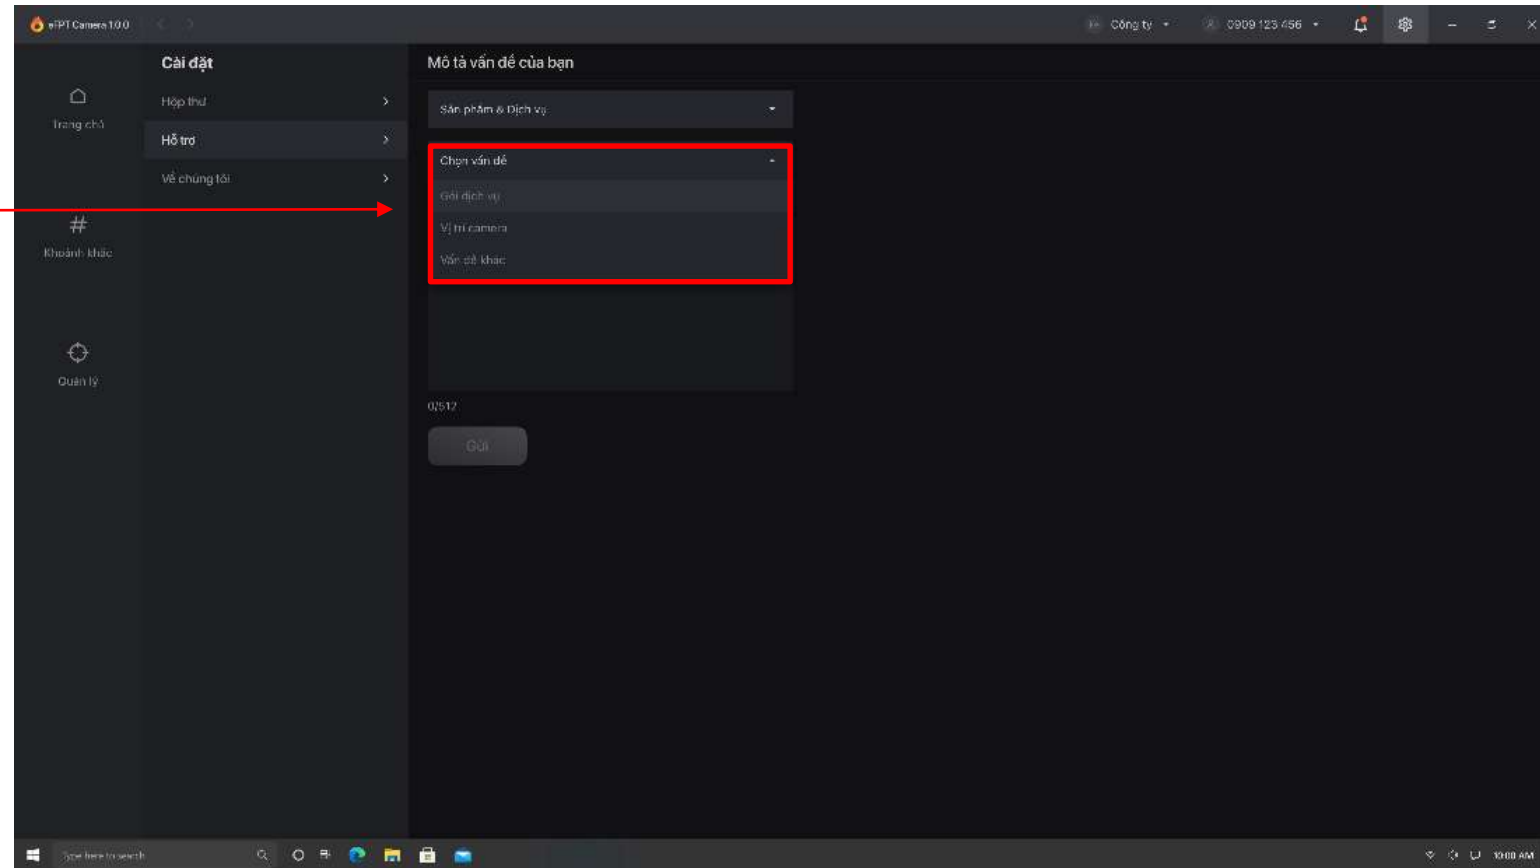 eFPT Camera 1.0.0
Công ty
0909 123 456
Cài đặt
Mô tả vấn đề của bạn
Trang chủ
Hộp thư
Sản phẩm & Dịch vụ
Hỗ trợ
Chọn vấn đề
Về chúng tôi
Gói dịch vụ
Khoảnh khắc
Vị trí camera
Vấn đề khác
Quản lý
0/512
Gửi
Type here to search
10:00 AM